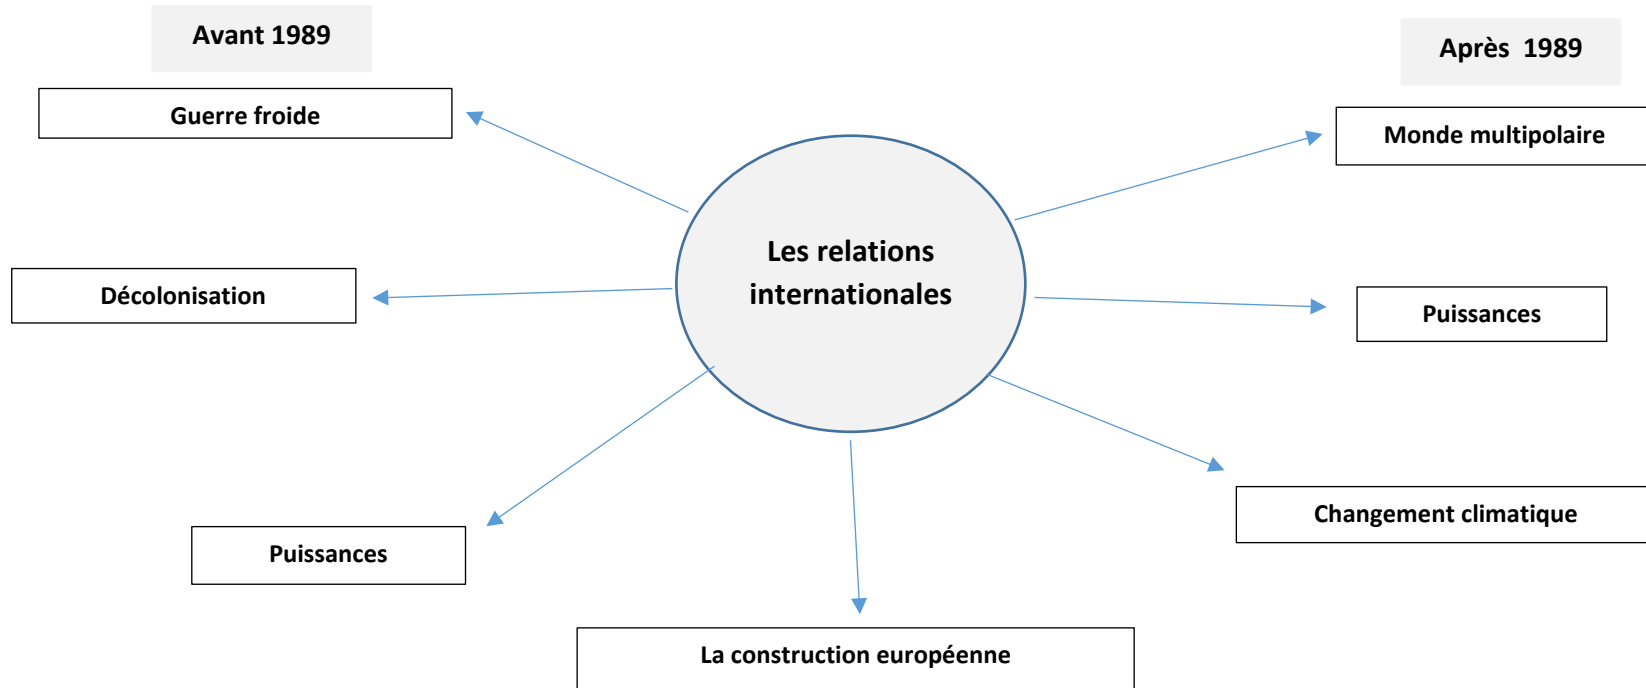 Avant 1989
Après  1989
Guerre froide
Monde multipolaire
Les relations
internationales
Décolonisation
Puissances
Changement climatique
Puissances
La construction européenne